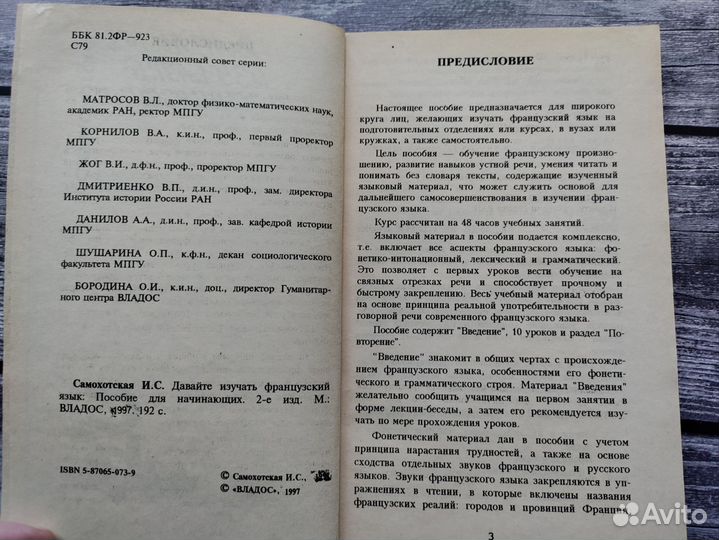 ББК 81.2ФР—923
С79
Редакционный совет серии:
МАТРОСОВ В.Л., доктор физико-математических наук,
академик РАН, ректор МПГУ
КОРНИЛОВ В.А., к.и.н., проф., первый проректор
МПГУ
ЖОГ В.И., д.ф.н., проф., проректор МПГУ
ДМИТРИЕНКО В.П., д.и.н., проф., зам. директора
Института истории России РАН
ДАНИЛОВ А.А., д.и.н., проф., зав. кафедрой истории
МПГУ
ШУШАРИНА О.П., к.ф.н., декан социологического
факультета МПГУ
БОРОДИНА О.И., к.и.н., доц., директор Гуманитар-
ного центра ВЛАДОС
Самохотская И.С. Давайте изучать французский
язык: Пособие для начинающих. 2-е изд. М.:
ВЛАДОС, 1997. 192 с.
ISBN 5-87065-073-9
© Самохотская И.С.,
© «ВЛАДОС», 1997
ПРЕДИСЛОВИЕ
Настоящее пособие предназначается для широкого
круга лиц, желающих изучать французский язык на
подготовительных отделениях или курсах, в вузах или
кружках, а также самостоятельно.
Цель пособия — обучение французскому произно-
шению, развитие навыков устной речи, умения читать и
понимать без словаря тексты, содержащие изученный
языковый материал, что может служить основой для
дальнейшего самосовершенствования в изучении фран-
цузского языка.
Курс рассчитан на 48 часов учебных занятий.
Языковый материал в пособии подается комплексно,
т.е. включает все аспекты французского языка: фо-
нетико-интонационный, лексический и грамматический.
Это позволяет с первых уроков вести обучение на
связных отрезках речи и способствует прочному и
быстрому закреплению. Весь учебный материал отобран
на основе принципа реальной употребительности в раз-
говорной речи современного французского языка.
Пособие содержит "Введение", 10 уроков и раздел "По-
вторение".
"Введение" знакомит в общих чертах с происхожде-
нием французского языка, особенностями его фонети-
ческого и грамматического строя. Материал "Введения"
желательно сообщить учащимся на первом занятии в
форме лекции-беседы, а затем его рекомендуется изу-
чать по мере прохождения уроков.
Фонетический материал дан в пособии с учетом
принципа нарастания трудностей, а также на основе
сходства отдельных звуков французского и русского
языков. Звуки французского языка закрепляются в уп-
ражнениях в чтении, в которые включены названия
французских реалий: городов и провинций Франции,
3
Avito